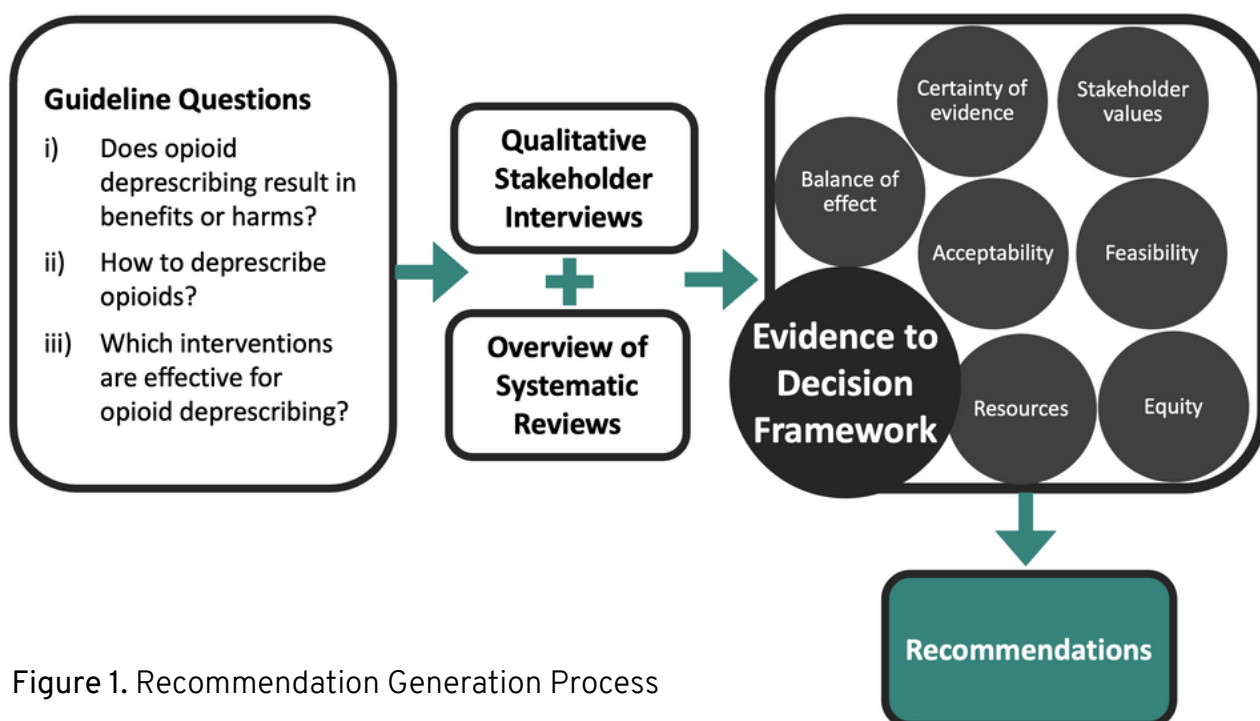 Guideline Questions
i) Does opioid
deprescribing result in
benefits or harms?
ii) How to deprescribe
opioids?
iii) Which interventions
are effective for
opioid deprescribing?
Qualitative
Stakeholder
Interviews
Overview of
Systematic
Reviews
Certainty of
evidence
Stakeholder
values
Balance of
effect
Acceptability
Feasibility
Evidence to
Decision
Framework
Resources
Equity
Recommendations
Figure 1. Recommendation Generation Process